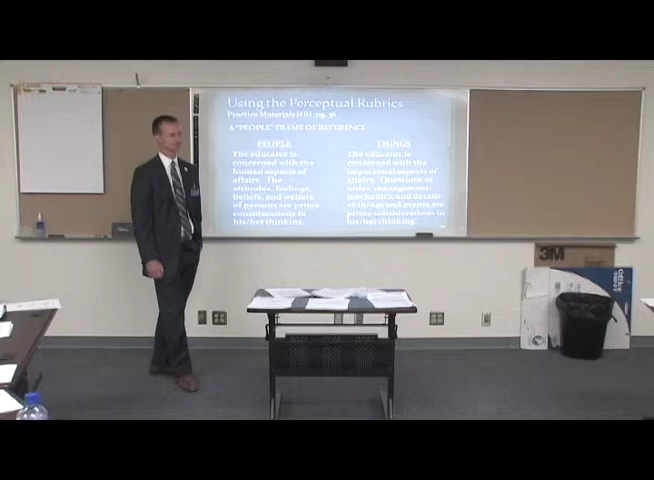 Using the Perceptual Rubrics
Practice Materials
pg. 26
A "PEOPLE" FRAME OF REFERENCE
PEOPLE
The educator is
concerned with the
human aspects of
affairs. The
attitudes, feelings,
beliefs, and welfare
of persons are prime
considerations in
his/her thinking.
THINGS
The educator is
concerned with the
impersonal aspects of
affairs. Questions of
order, management,
mechanics, and details
of things and events are
prime considerations in
his/her thinking.
3M